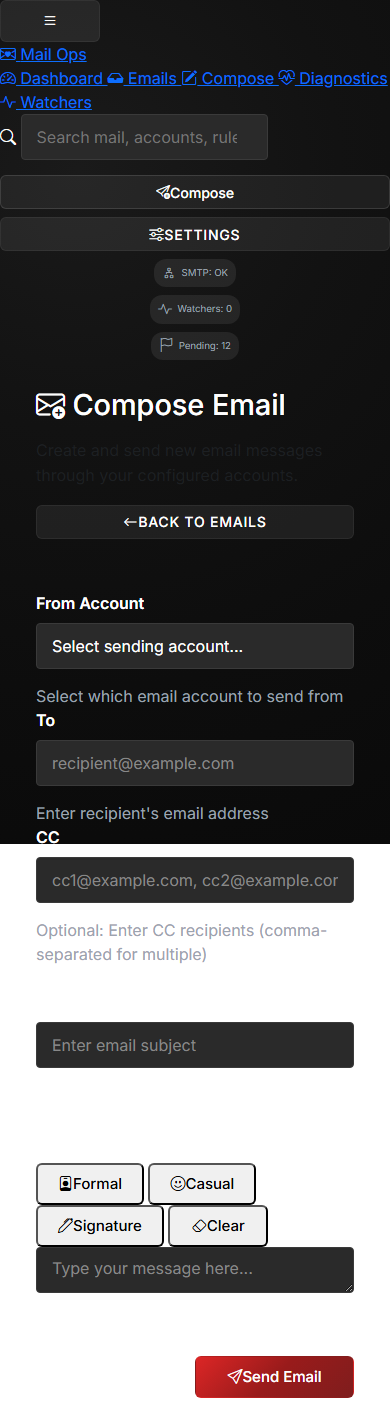 Mail Ops
Dashboard Emails Compose Diagnostics
Watchers
Search mail, accounts, rule
Compose
SETTINGS
SMTP: OK
Watchers: 0
Pending: 12
Compose Email
Create and send new email messages
through your configured accounts.
BACK TO EMAILS
From Account
Select sending account...
Select which email account to send from
To
recipient@example.com
Enter recipient's email address
CC
cc1@example.com, cc2@example.cor
Optional: Enter CC recipients (comma-
separated for multiple)
Enter email subject
Formal Casual
Signature Clear
Type your message here...
Send Email